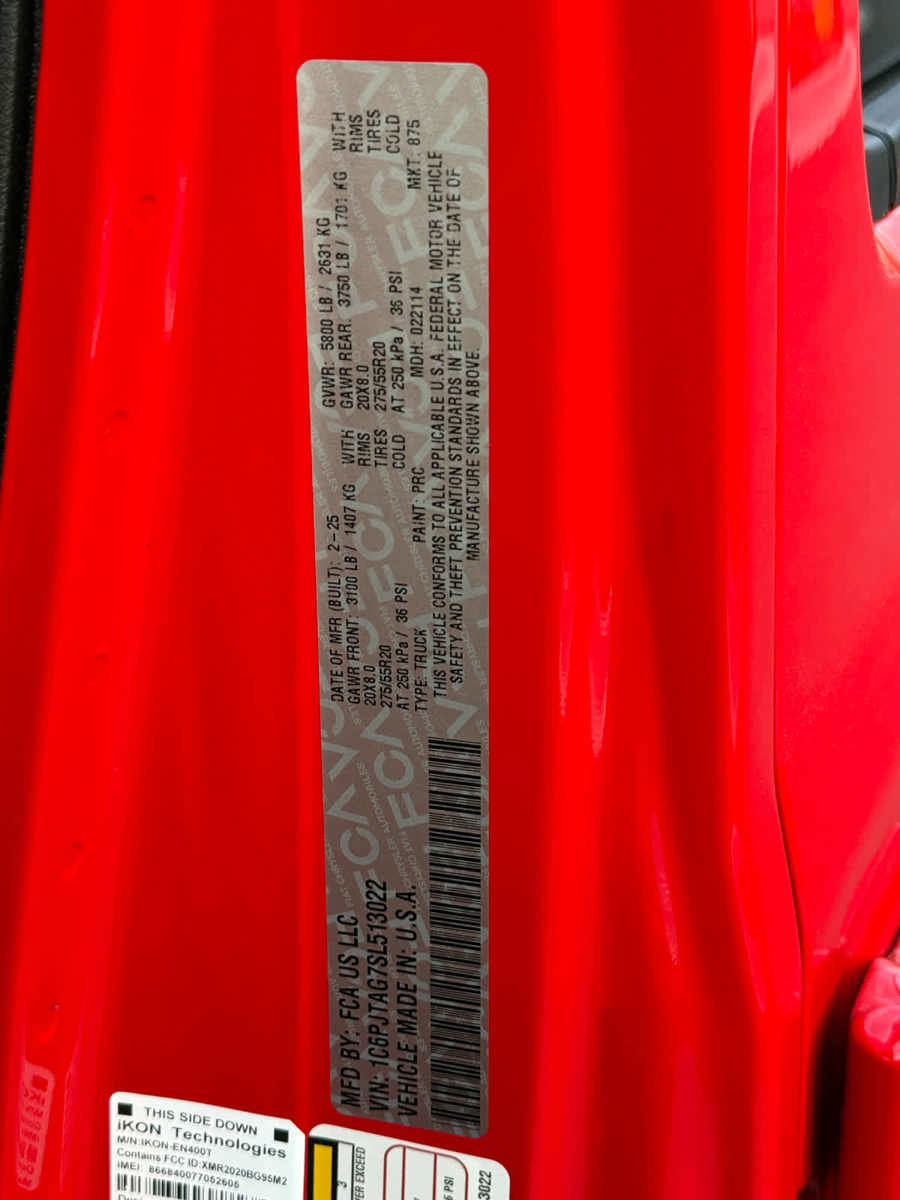 MFD BY: FCA US LLC
VIN: 1C6PJTAG7SL513022
VEHICLE MADE IN: U.S.A.
DATE OF MFR (BUILT): 2-25 GVWR: 5800 LB / 2631 KG
GAWR FRONT: 3100 LB / 1407 KG WITH GAWR REAR: 3750 LB / 1701 KG WITH
20X8.0 RIMS 20X8.0 RIMS
275/55R20 TIRES 275/55R20 TIRES
AT 250 kPa / 36 PSI COLD AT 250 kPa / 36 PSI COLD
TYPE: TRUCK PAINT: PRC MDH: 022114 MKT: 875
THIS VEHICLE CONFORMS TO ALL APPLICABLE U.S.A. FEDERAL MOTOR VEHICLE
SAFETY AND THEFT PREVENTION STANDARDS IN EFFECT ON THE DATE OF
MANUFACTURE SHOWN ABOVE.
THIS SIDE DOWN
iKON Technologies
M/N:IKON-EN400T
Contains FCC ID:XMR2020BG95M2
IMEI: 866840077052606
R EXCEED
3
PSI
3022